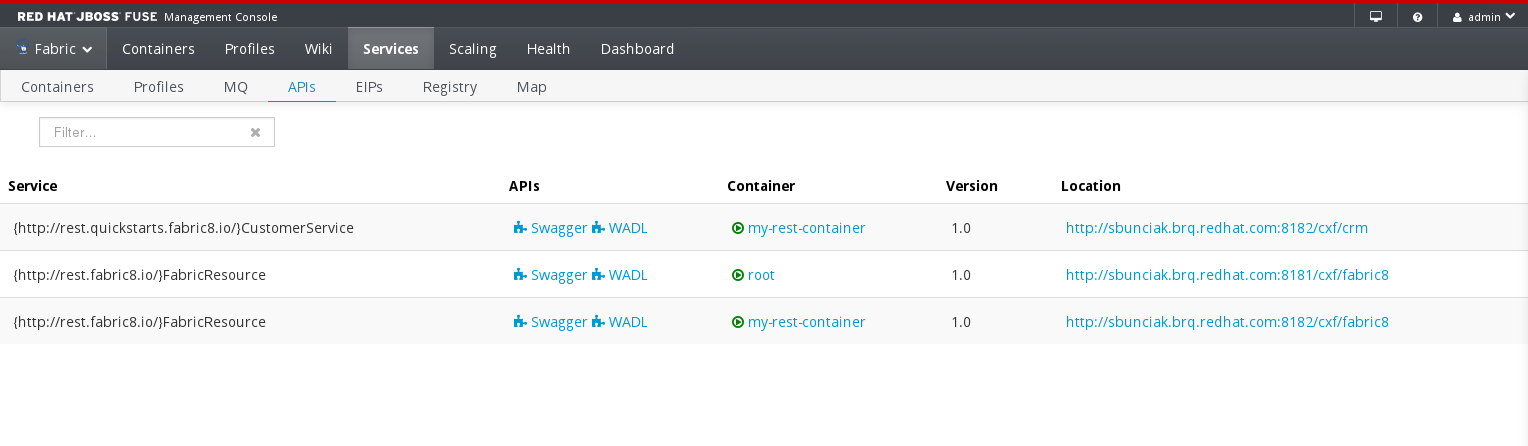 RED HAT JBOSS FUSE Management Console admin
Fabric Containers Profiles Wiki Services Scaling Health Dashboard
Containers Profiles MQ APIs EIPs Registry Map
Filter...
Service APIs Container Version Location
{http://rest.quickstarts.fabric8.io/}CustomerService Swagger WADL my-rest-container 1.0 http://sbunciak.brq.redhat.com:8182/cxf/crm
{http://rest.fabric8.io/}FabricResource Swagger WADL root 1.0 http://sbunciak.brq.redhat.com:8181/cxf/fabric8
{http://rest.fabric8.io/}FabricResource Swagger WADL my-rest-container 1.0 http://sbunciak.brq.redhat.com:8182/cxf/fabric8